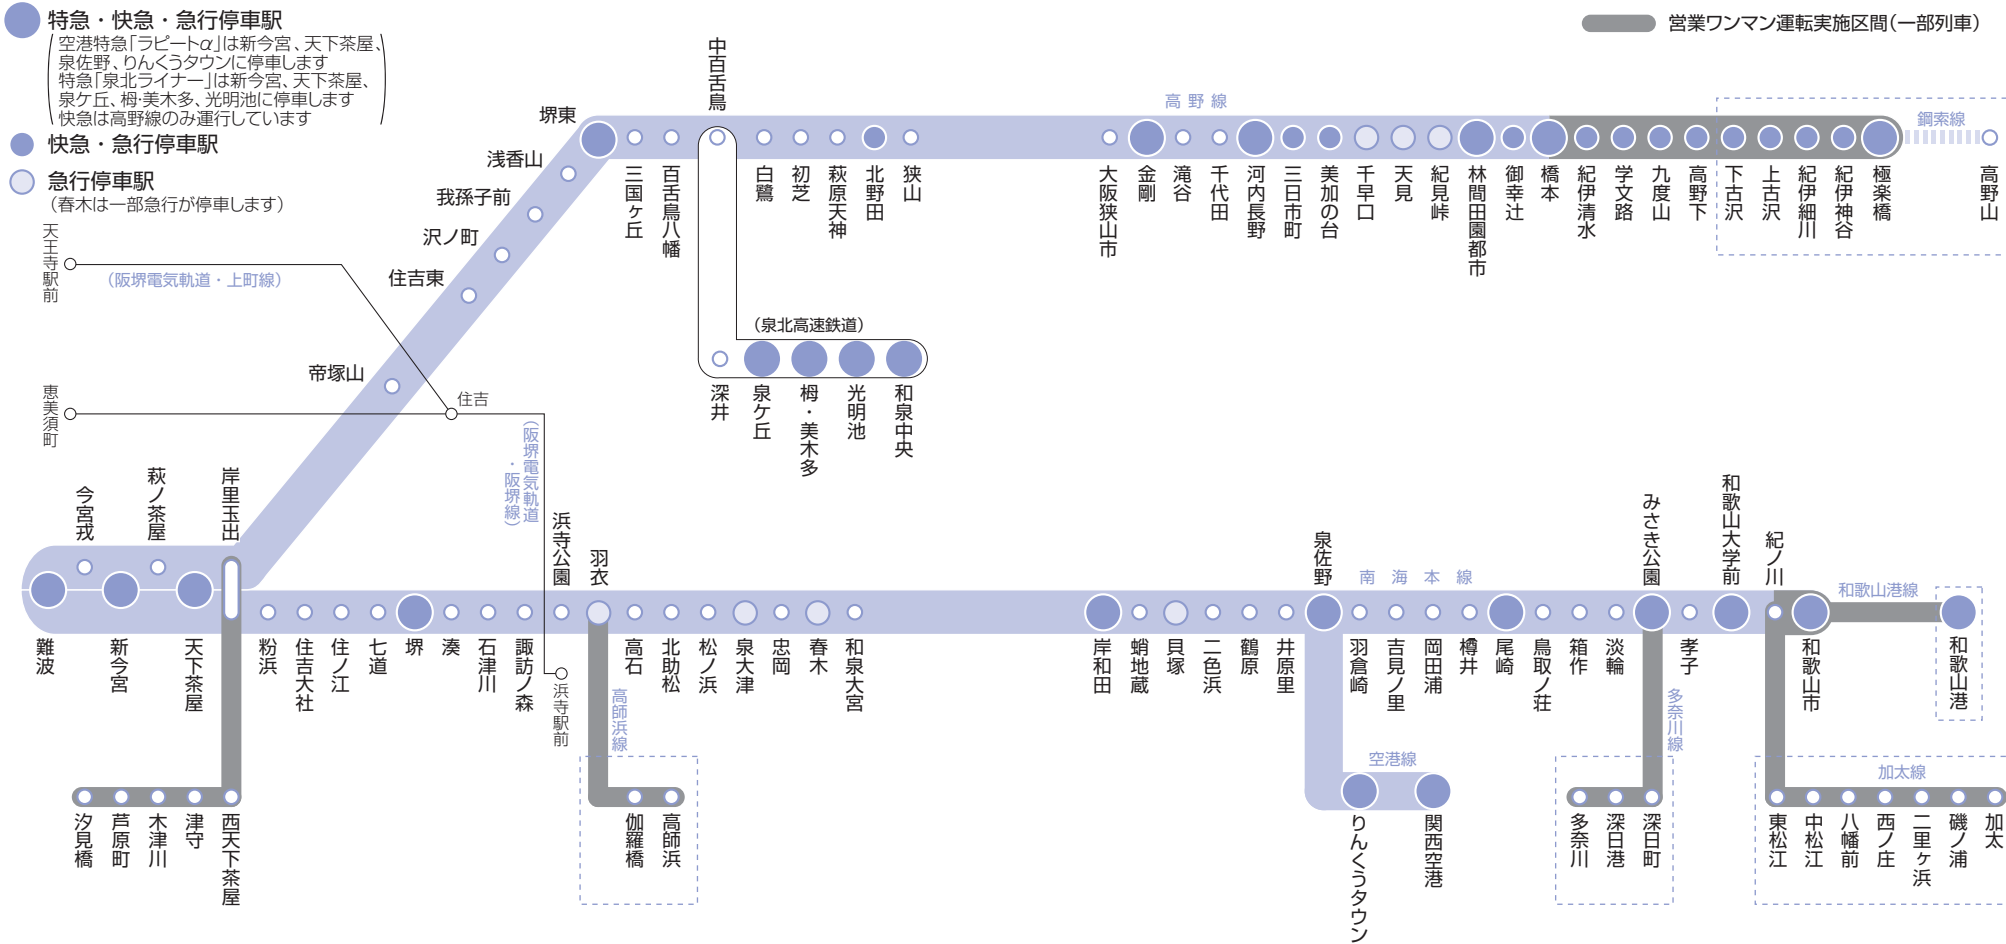 特急・快急・急行停車駅
空港特急「ラピートα」は新今宮、天下茶屋、
泉佐野、りんくうタウンに停車します
特急「泉北ライナー」は新今宮、天下茶屋、
泉ケ丘、栂・美木多、光明池に停車します
快急は高野線のみ運行しています
快急・急行停車駅
急行停車駅
（春木は一部急行が停車します）
営業ワンマン運転実施区間（一部列車）
高野線
鋼索線
中百舌鳥
堺東
浅香山
我孫子前
沢ノ町
住吉東
帝塚山
三国ヶ丘
百舌鳥八幡
白鷺
初芝
萩原天神
北野田
狭山
大阪狭山市
金剛
滝谷
千代田
河内長野
三日市町
美加の台
千早口
天見
紀見峠
林間田園都市
御幸辻
橋本
紀伊清水
学文路
九度山
高野下
下古沢
上古沢
紀伊細川
紀伊神谷
極楽橋
高野山
天王寺駅前
（阪堺電気軌道・上町線）
恵美須町
住吉
（阪堺電気軌道
・阪堺線）
浜寺駅前
（泉北高速鉄道）
深井
泉ケ丘
栂・美木多
光明池
和泉中央
今宮戎
萩ノ茶屋
岸里玉出
浜寺公園
羽衣
泉佐野
南海本線
みさき公園
和歌山大学前
紀ノ川
和歌山港線
難波
新今宮
天下茶屋
粉浜
住吉大社
住ノ江
七道
堺
湊
石津川
諏訪ノ森
高石
北助松
松ノ浜
泉大津
忠岡
春木
和泉大宮
岸和田
蛸地蔵
貝塚
二色浜
鶴原
井原里
羽倉崎
吉見ノ里
岡田浦
樽井
尾崎
鳥取ノ荘
箱作
淡輪
孝子
和歌山市
和歌山港
高師浜線
多奈川線
空港線
加太線
汐見橋
芦原町
木津川
津守
西天下茶屋
伽羅橋
高師浜
りんくうタウン
関西空港
多奈川
深日港
深日町
東松江
中松江
八幡前
西ノ庄
二里ヶ浜
磯ノ浦
加太